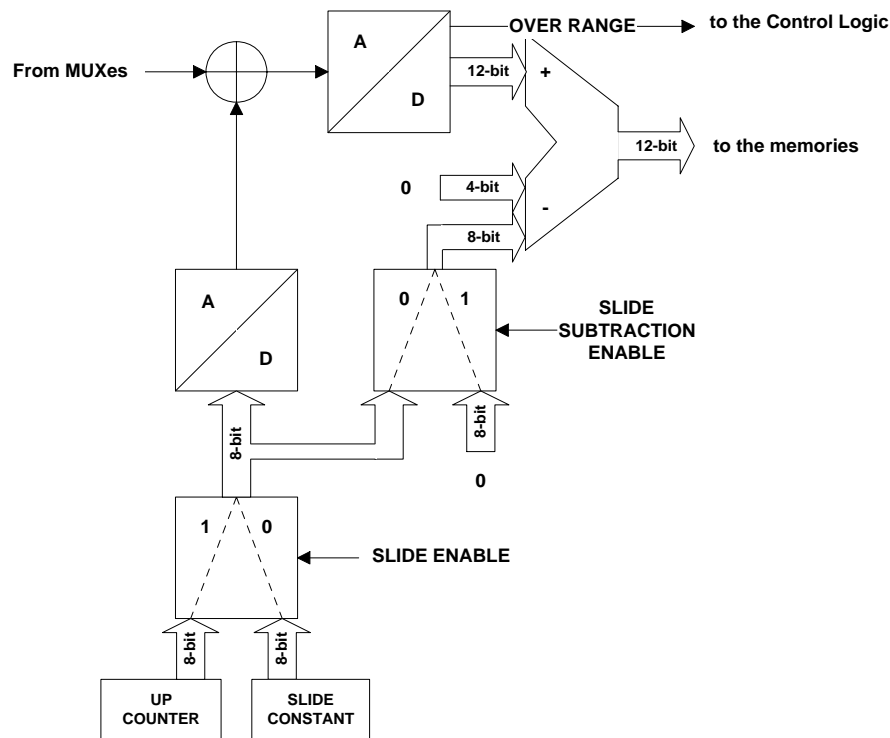 OVER RANGE
to the Control Logic
A
D
From MUXes
12-bit
+
12-bit
to the memories
0
4-bit
-
8-bit
A
D
0 1
SLIDE
SUBTRACTION
ENABLE
8-bit
8-bit
0
1 0
SLIDE ENABLE
8-bit
8-bit
UP
COUNTER
SLIDE
CONSTANT